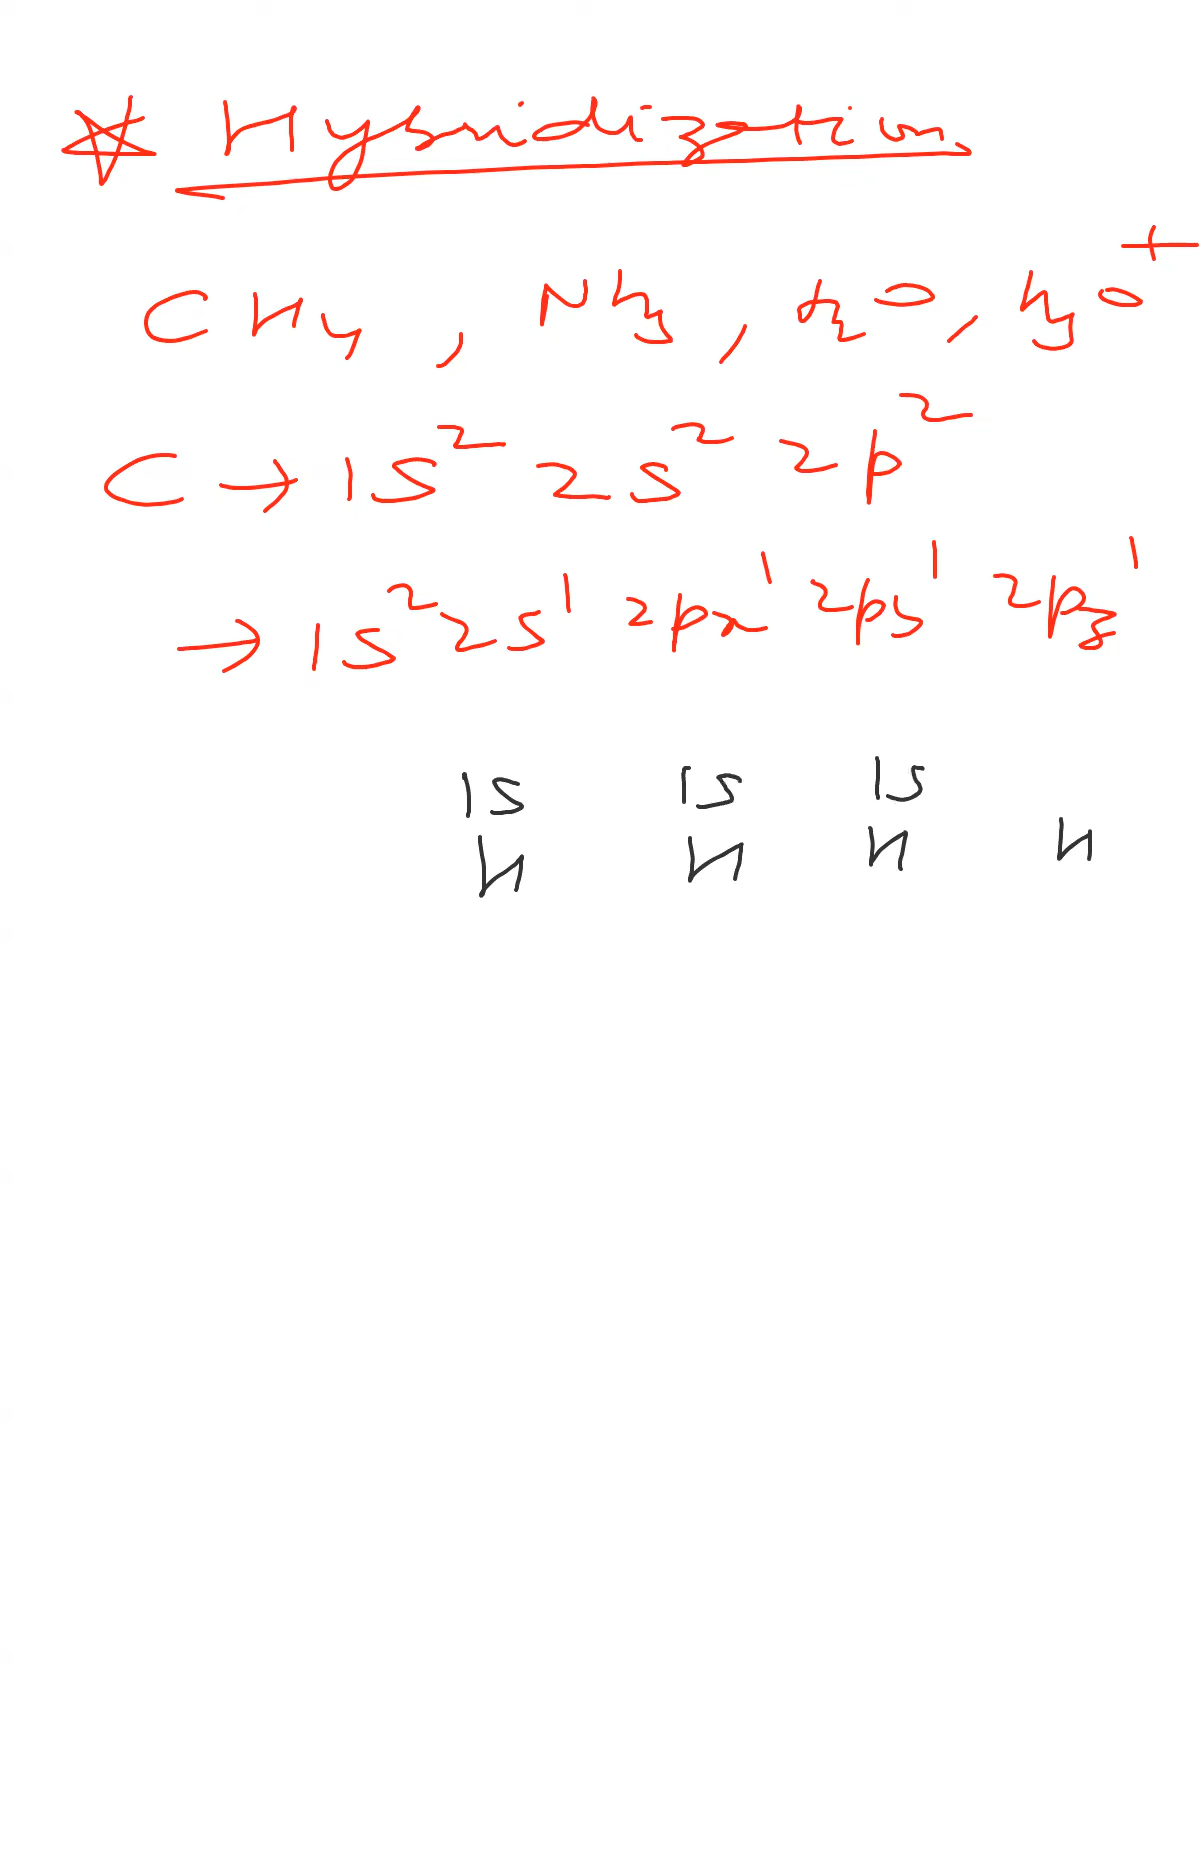 ☆ Hybridization
CH₄, NH₃, H₂O, H₃O⁺
C → 1s² 2s² 2p²
→ 1s² 2s¹ 2px¹ 2py¹ 2pz¹
1s 1s 1s
H H H H